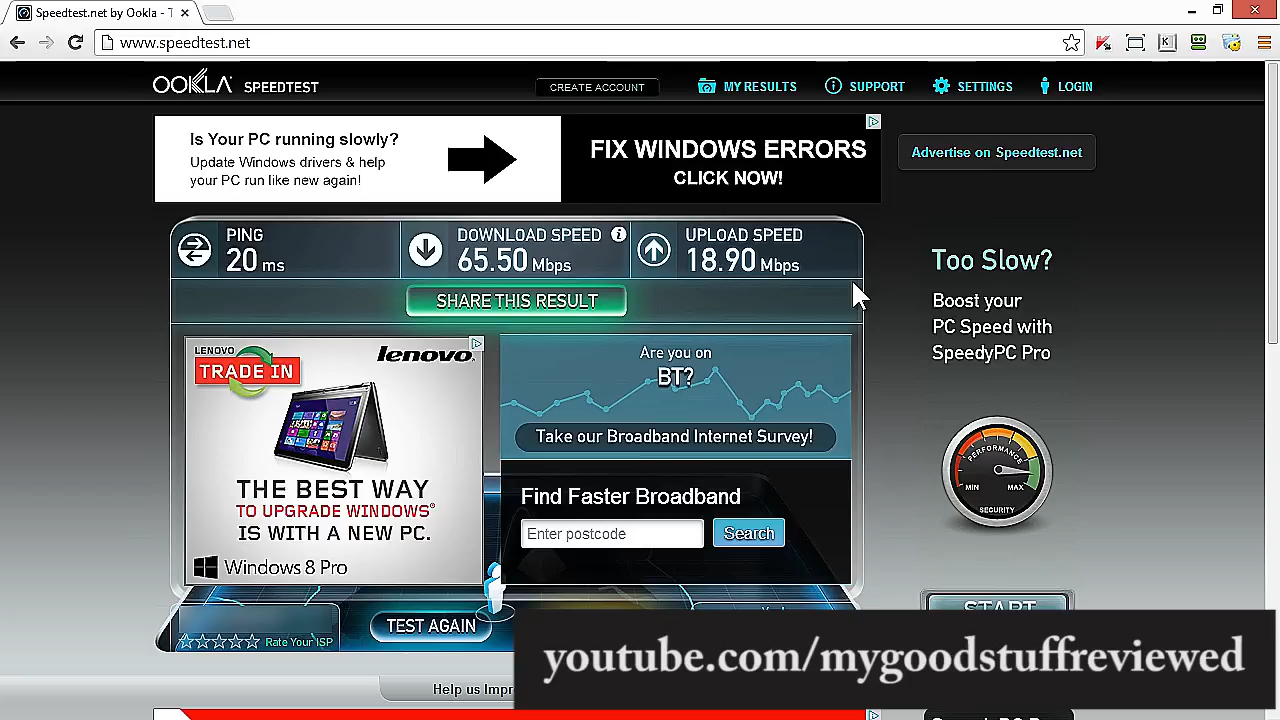 Speedtest.net by Ookla - T
www.speedtest.net
OOKLA SPEEDTEST
CREATE ACCOUNT
MY RESULTS
SUPPORT
SETTINGS
LOGIN
Is Your PC running slowly?
Update Windows drivers & help
your PC run like new again!
FIX WINDOWS ERRORS
CLICK NOW!
Advertise on Speedtest.net
PING
20 ms
DOWNLOAD SPEED
65.50 Mbps
UPLOAD SPEED
18.90 Mbps
SHARE THIS RESULT
Too Slow?
Boost your
PC Speed with
SpeedyPC Pro
LENOVO
TRADE IN
lenovo
THE BEST WAY
TO UPGRADE WINDOWS®
IS WITH A NEW PC.
Windows 8 Pro
Are you on
BT?
Take our Broadband Internet Survey!
Find Faster Broadband
Enter postcode
Search
PERFORMANCE
MIN
MAX
SECURITY
START
Rate Your ISP
TEST AGAIN
youtube.com/mygoodstuffreviewed
Help us Impr